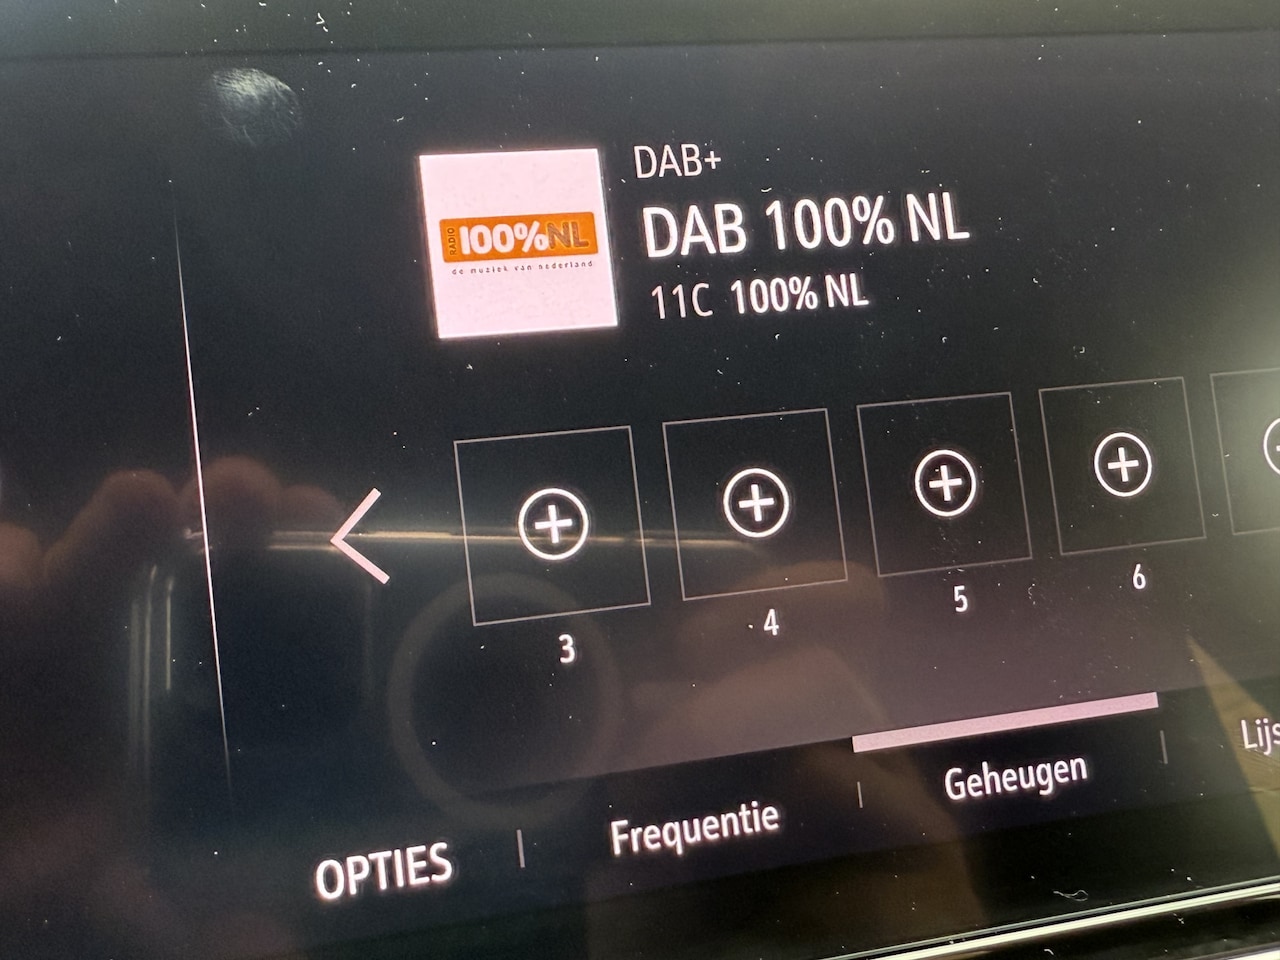 DAB+
DAB 100% NL
11C 100% NL
RADIO 100%NL
de muziek van nederland
3
4
5
6
OPTIES
Frequentie
Geheugen
Lijs